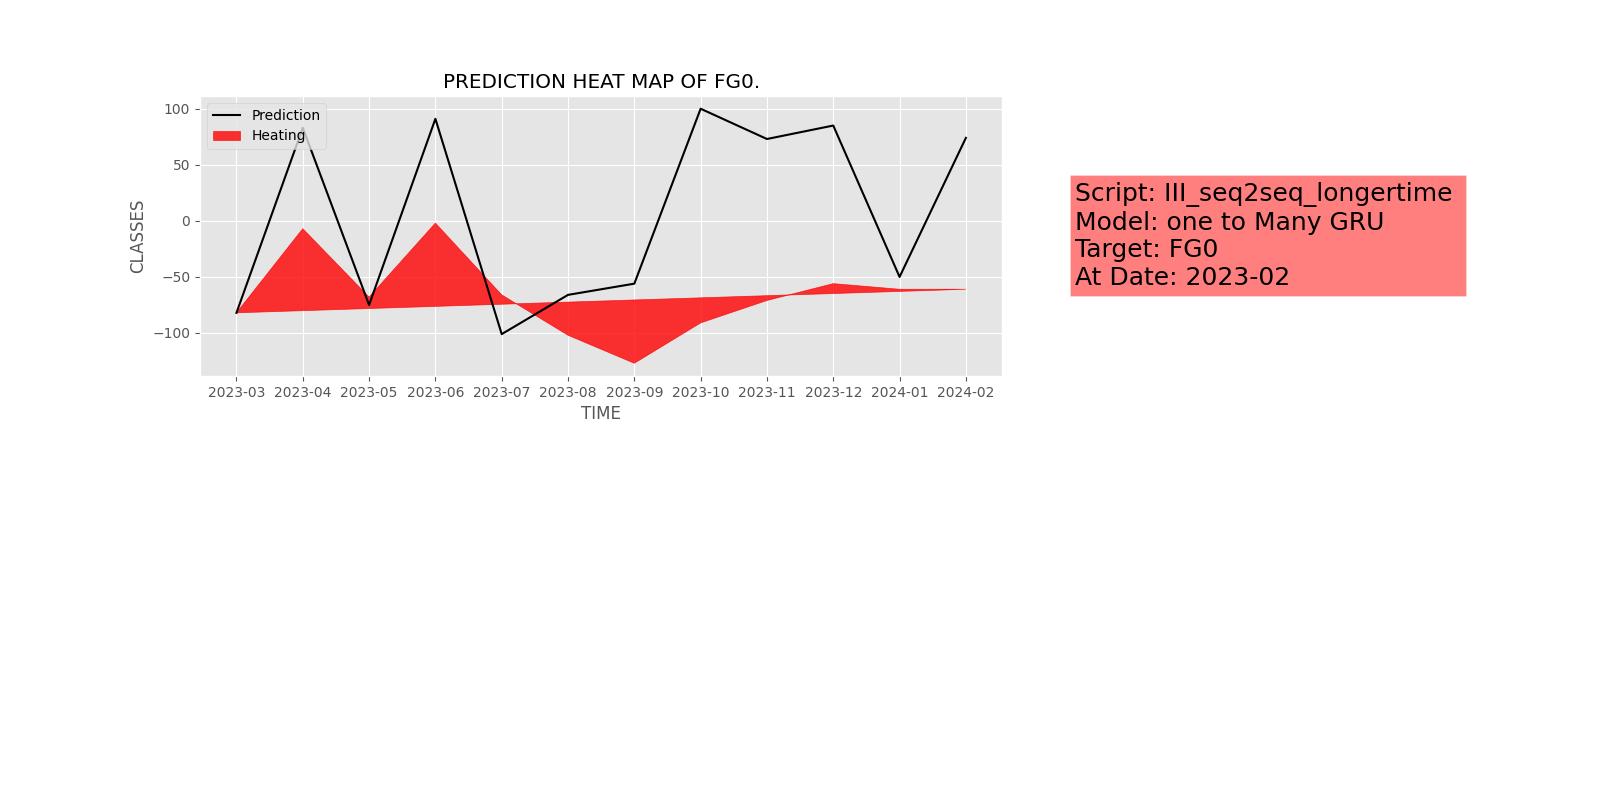 PREDICTION HEAT MAP OF FG0.
Prediction
Heating
100
50
0
−50
−100
CLASSES
2023-03 2023-04 2023-05 2023-06 2023-07 2023-08 2023-09 2023-10 2023-11 2023-12 2024-01 2024-02
TIME
Script: III_seq2seq_longertime
Model: one to Many GRU
Target: FG0
At Date: 2023-02